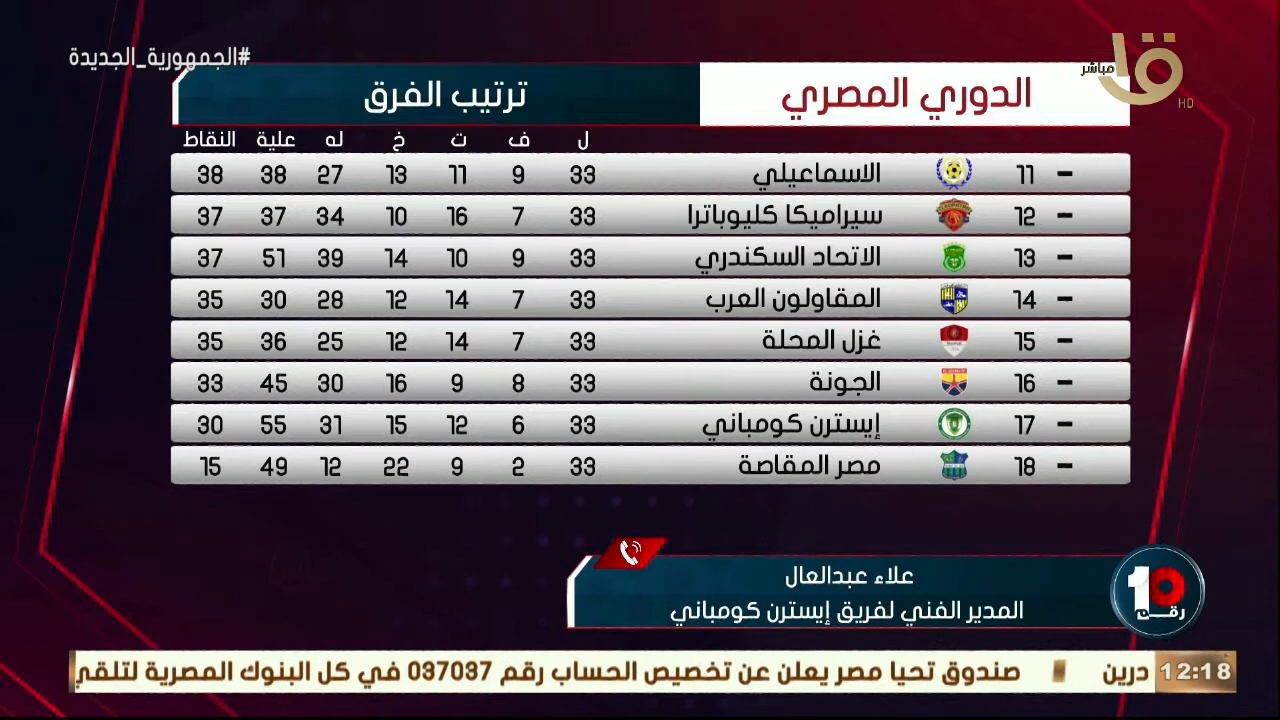 #الجمهورية_الجديدة
مباشر
HD
الدوري المصري
ترتيب الفرق
ل ف ت خ له علية النقاط
- 11 الاسماعيلي 33 9 11 13 27 38 38
- 12 سيراميكا كليوباترا 33 7 16 10 34 37 37
- 13 الاتحاد السكندري 33 9 10 14 39 51 37
- 14 المقاولون العرب 33 7 14 12 28 30 35
- 15 غزل المحلة 33 7 14 12 25 36 35
- 16 الجونة 33 8 9 16 30 45 33
- 17 إيسترن كومباني 33 6 12 15 31 55 30
- 18 مصر المقاصة 33 2 9 22 12 49 15
علاء عبدالعال
المدير الفني لفريق إيسترن كومباني
رقم 10
12:18
درين
صندوق تحيا مصر يعلن عن تخصيص الحساب رقم 037037 في كل البنوك المصرية لتلقي